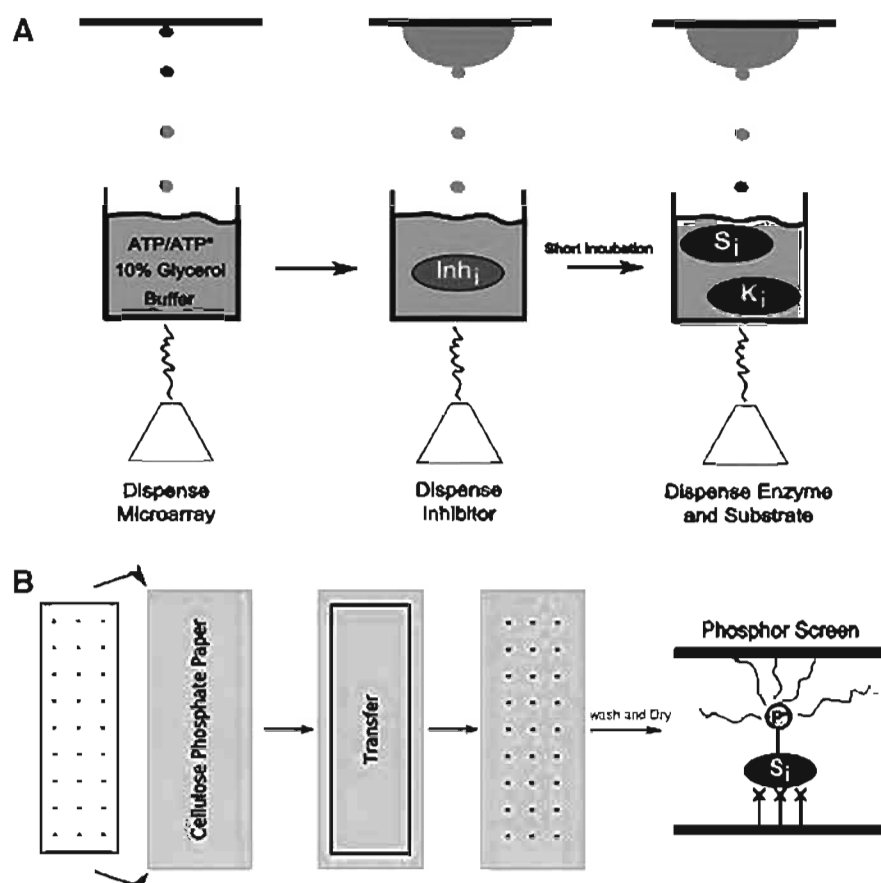 A
ATP/ATP*
10% Glycerol
Buffer
Inh i
Short Incubation
S i
K i
Dispense
Microarray
Dispense
Inhibitor
Dispense Enzyme
and Substrate
B
Cellulose Phosphate Paper
Transfer
wash and Dry
Phosphor Screen
P
S i